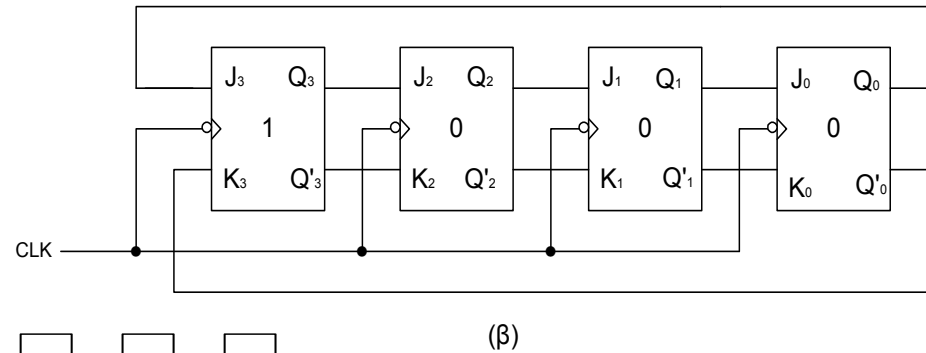 J₃ Q₃ J₂ Q₂ J₁ Q₁ J₀ Q₀
1 0 0 0
K₃ Q'₃ K₂ Q'₂ K₁ Q'₁ K₀ Q'₀
CLK
(β)